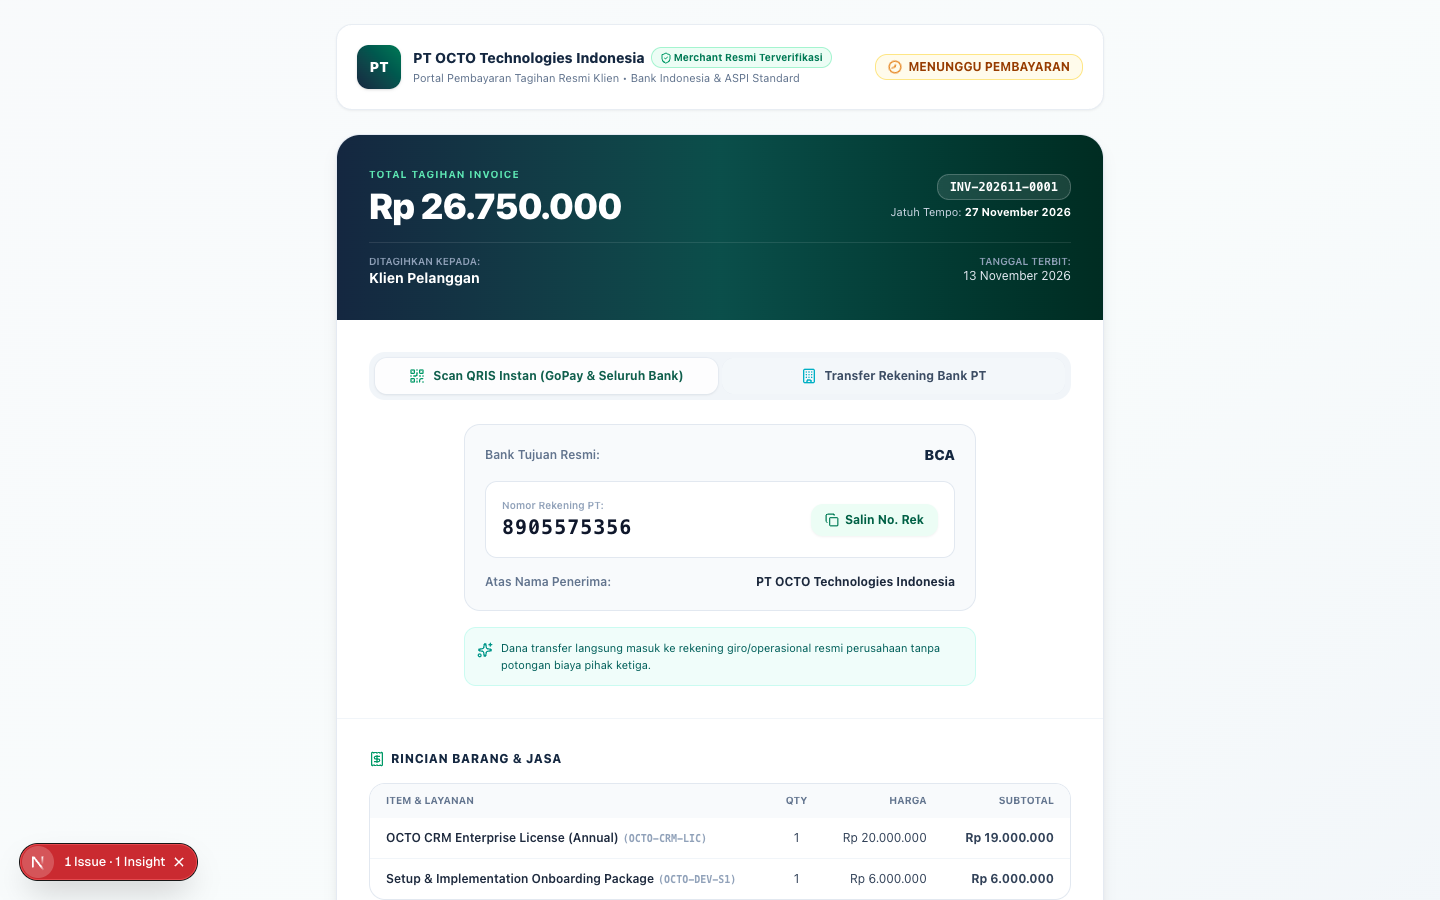 PT
PT OCTO Technologies Indonesia
Merchant Resmi Terverifikasi
Portal Pembayaran Tagihan Resmi Klien • Bank Indonesia & ASPI Standard
MENUNGGU PEMBAYARAN
TOTAL TAGIHAN INVOICE
Rp 26.750.000
INV-202611-0001
Jatuh Tempo: 27 November 2026
DITAGIHKAN KEPADA:
Klien Pelanggan
TANGGAL TERBIT:
13 November 2026
Scan QRIS Instan (GoPay & Seluruh Bank)
Transfer Rekening Bank PT
Bank Tujuan Resmi:
BCA
Nomor Rekening PT:
8905575356
Salin No. Rek
Atas Nama Penerima:
PT OCTO Technologies Indonesia
Dana transfer langsung masuk ke rekening giro/operasional resmi perusahaan tanpa
potongan biaya pihak ketiga.
RINCIAN BARANG & JASA
ITEM & LAYANAN QTY HARGA SUBTOTAL
OCTO CRM Enterprise License (Annual) (OCTO-CRM-LIC) 1 Rp 20.000.000 Rp 19.000.000
Setup & Implementation Onboarding Package (OCTO-DEV-S1) 1 Rp 6.000.000 Rp 6.000.000
N 1 Issue · 1 Insight